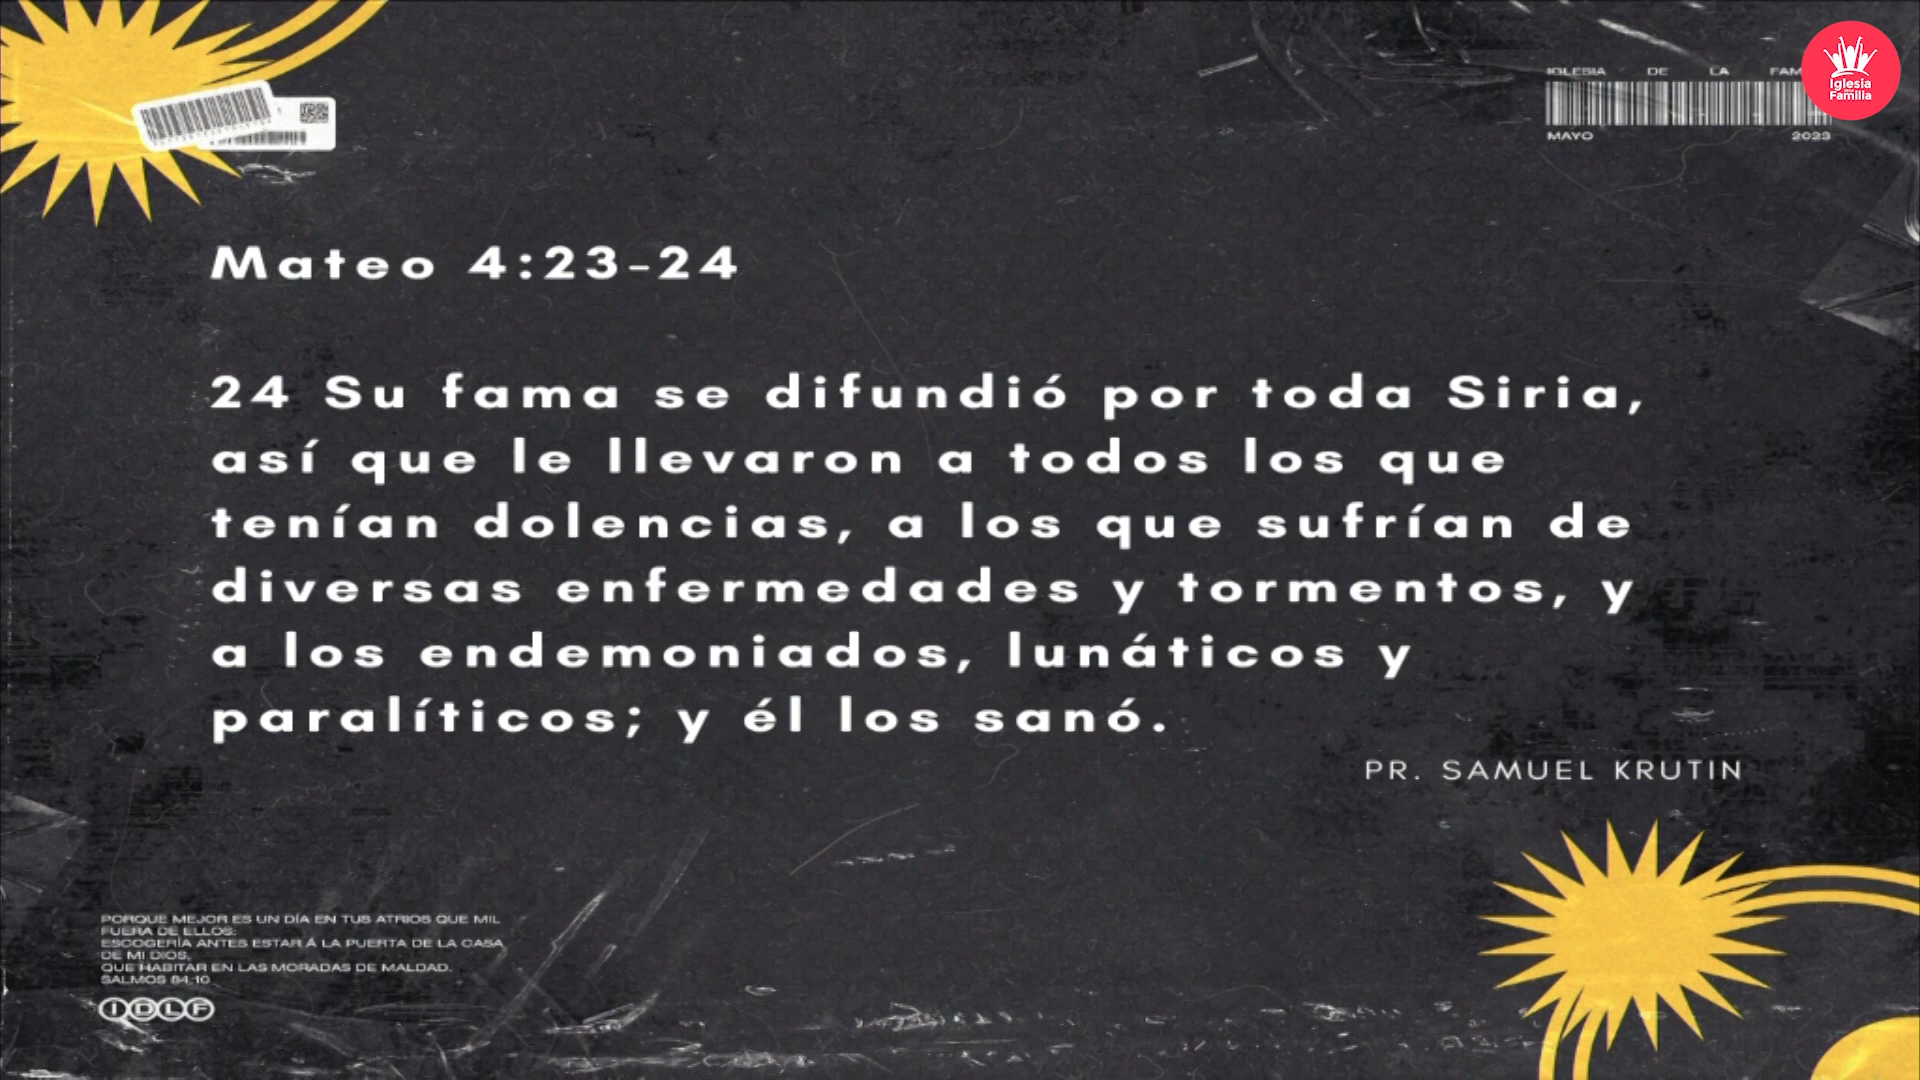 IGLESIA DE LA
Iglesia
Familia
MAYO 2023
Mateo 4:23-24
24 Su fama se difundió por toda Siria,
así que le llevaron a todos los que
tenían dolencias, a los que sufrían de
diversas enfermedades y tormentos, y
a los endemoniados, lunáticos y
paralíticos; y él los sanó.
PR. SAMUEL KRUTIN
PORQUE MEJOR ES UN DÍA EN TUS ATRIOS QUE MIL
FUERA DE ELLOS:
ESCOGERÍA ANTES ESTAR Á LA PUERTA DE LA CASA
DE MI DIOS,
QUE HABITAR EN LAS MORADAS DE MALDAD.
SALMOS 84:10
IDLF